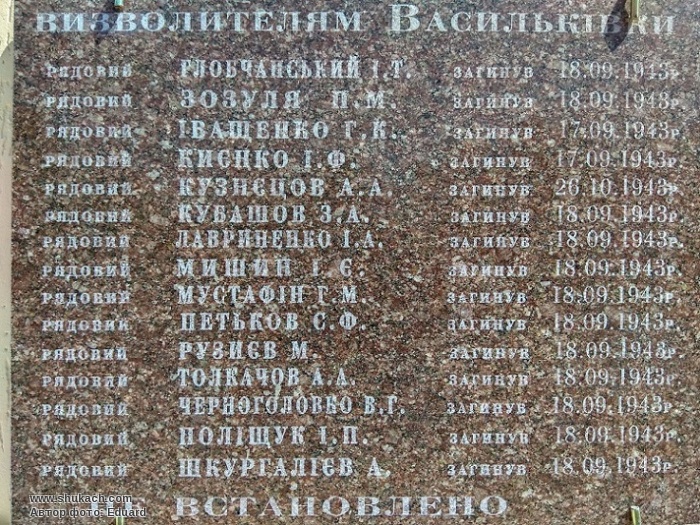 визволителям Васильківки
рядовий Глобчанський І.Т. загинув 18.09.1943р.
рядовий Зозуля П.М. загинув 18.09.1943р.
рядовий Іващенко Г.К. загинув 17.09.1943р.
рядовий Києнко І.Ф. загинув 17.09.1943р.
рядовий Кузнєцов А.А. загинув 26.10.1943р.
рядовий Кубашов З.А. загинув 18.09.1943р.
рядовий Лавриненко І.А. загинув 18.09.1943р.
рядовий Мишин І.Є. загинув 18.09.1943р.
рядовий Мустафін Г.М. загинув 18.09.1943р.
рядовий Петьков С.Ф. загинув 18.09.1943р.
рядовий Рузиєв М. загинув 18.09.1943р.
рядовий Толкачов А.А. загинув 18.09.1943р.
рядовий Черноголовко В.Г. загинув 18.09.1943р.
рядовий Поліщук І.П. загинув 18.09.1943р.
рядовий Шкургалієв А. загинув 18.09.1943р.
встановлено
www.shukach.com
Автор фото: Eduard